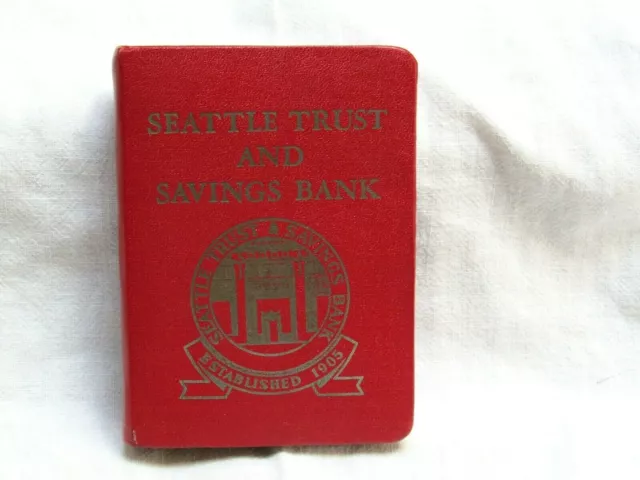 SEATTLE TRUST
AND
SAVINGS BANK
SEATTLE TRUST & SAVINGS BANK
ESTABLISHED 1905